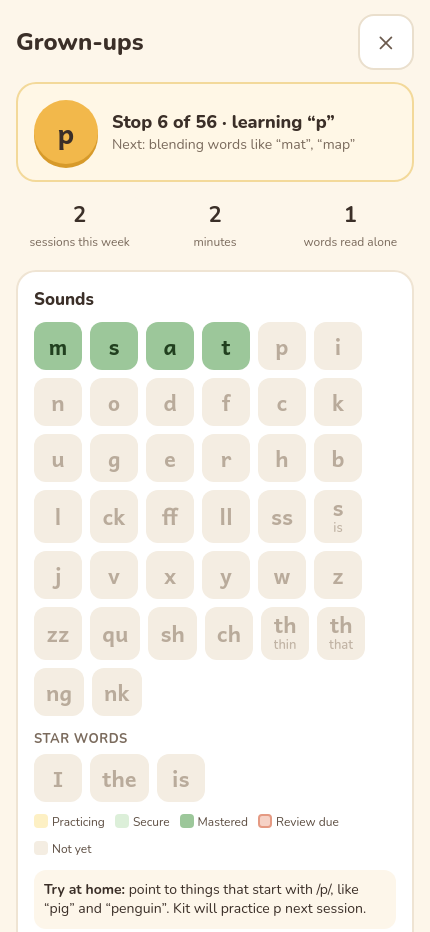 Grown-ups
p
Stop 6 of 56 · learning “p”
Next: blending words like “mat”, “map”
2 2 1
sessions this week minutes words read alone
Sounds
m s a t p i
n o d f c k
u g e r h b
l ck ff ll ss s
is
j v x y w z
zz qu sh ch th th
thin that
ng nk
STAR WORDS
I the is
Practicing Secure Mastered Review due
Not yet
Try at home: point to things that start with /p/, like
“pig” and “penguin”. Kit will practice p next session.